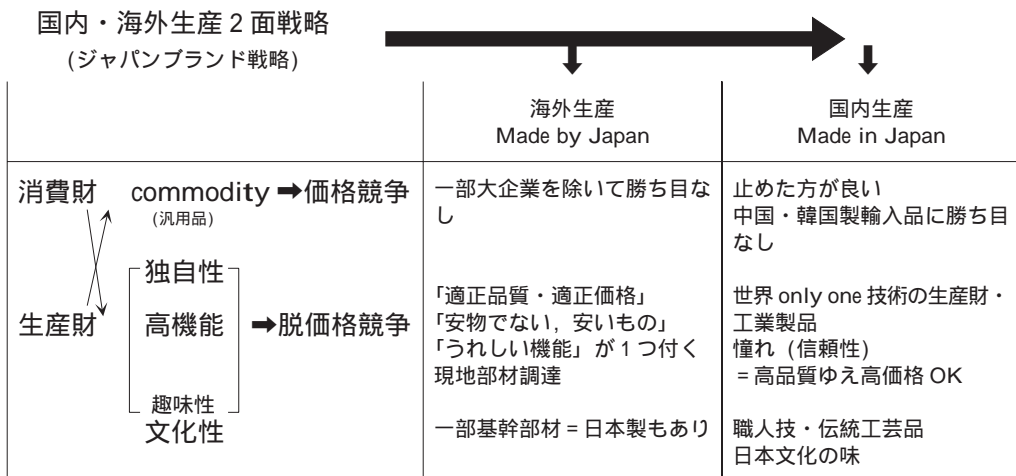 国内・海外生産2面戦略
(ジャパンブランド戦略)
海外生産
Made by Japan
国内生産
Made in Japan
消費財 commodity ➡価格競争
(汎用品)
一部大企業を除いて勝ち目な
し
止めた方が良い
中国・韓国製輸入品に勝ち目
なし
独自性
生産財 高機能 ➡脱価格競争
趣味性
文化性
「適正品質・適正価格」
「安物でない,安いもの」
「うれしい機能」が1つ付く
現地部材調達
一部基幹部材=日本製もあり
世界 only one 技術の生産財・
工業製品
憧れ(信頼性)
=高品質ゆえ高価格 OK
職人技・伝統工芸品
日本文化の味